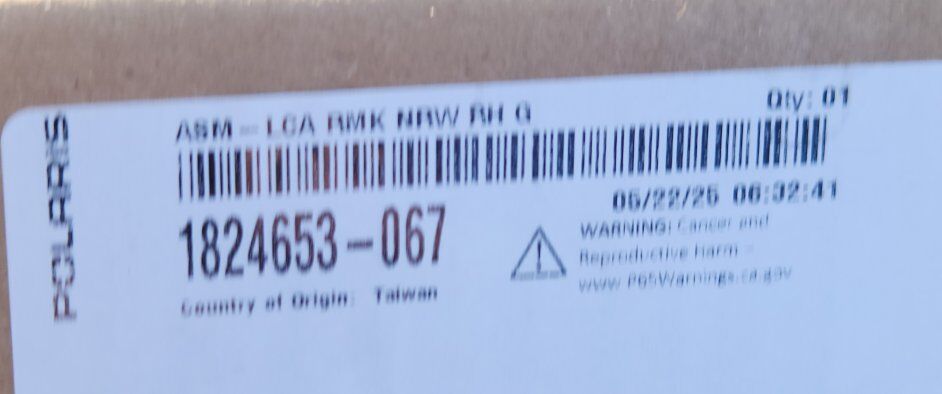 POLARIS
ASM - LCA RMK NRW RH G
Qty: 01
05/22/25 06:32:41
1824653-067
WARNING: Cancer and
Reproductive Harm -
www.P65Warnings.ca.gov
Country of Origin: Taiwan